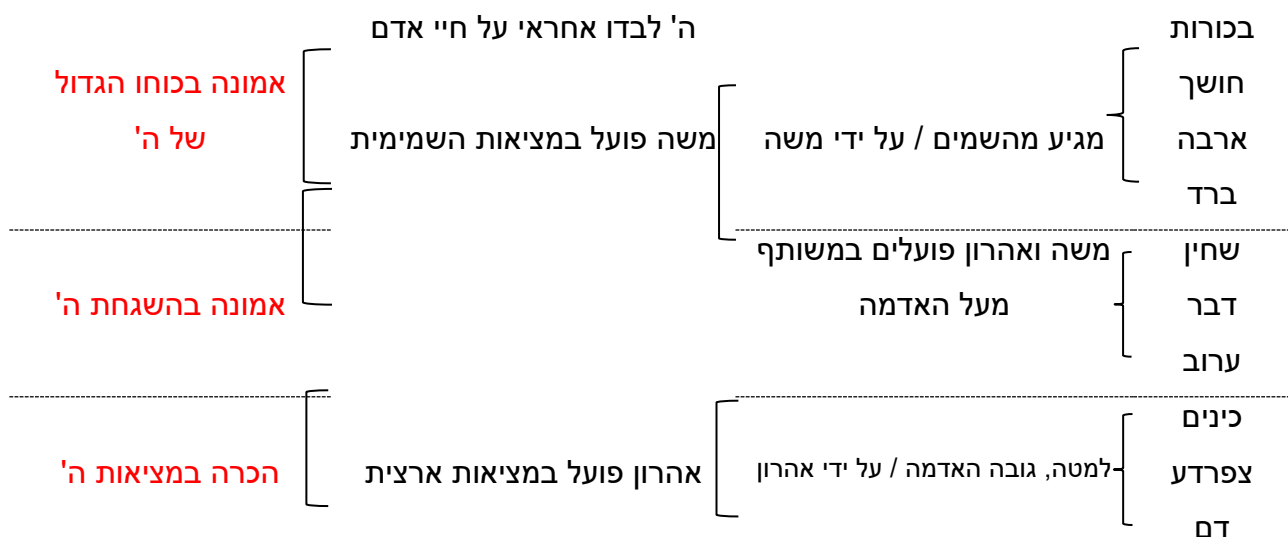 בכורות
ה' לבדו אחראי על חיי אדם
חושך
אמונה בכוחו הגדול
ארבה
מגיע מהשמים / על ידי משה
משה פועל במציאות השמימית
של ה'
ברד
שחין
משה ואהרון פועלים במשותף
דבר
מעל האדמה
אמונה בהשגחת ה'
ערוב
כינים
צפרדע
למטה, גובה האדמה / על ידי אהרון
אהרון פועל במציאות ארצית
הכרה במציאות ה'
דם